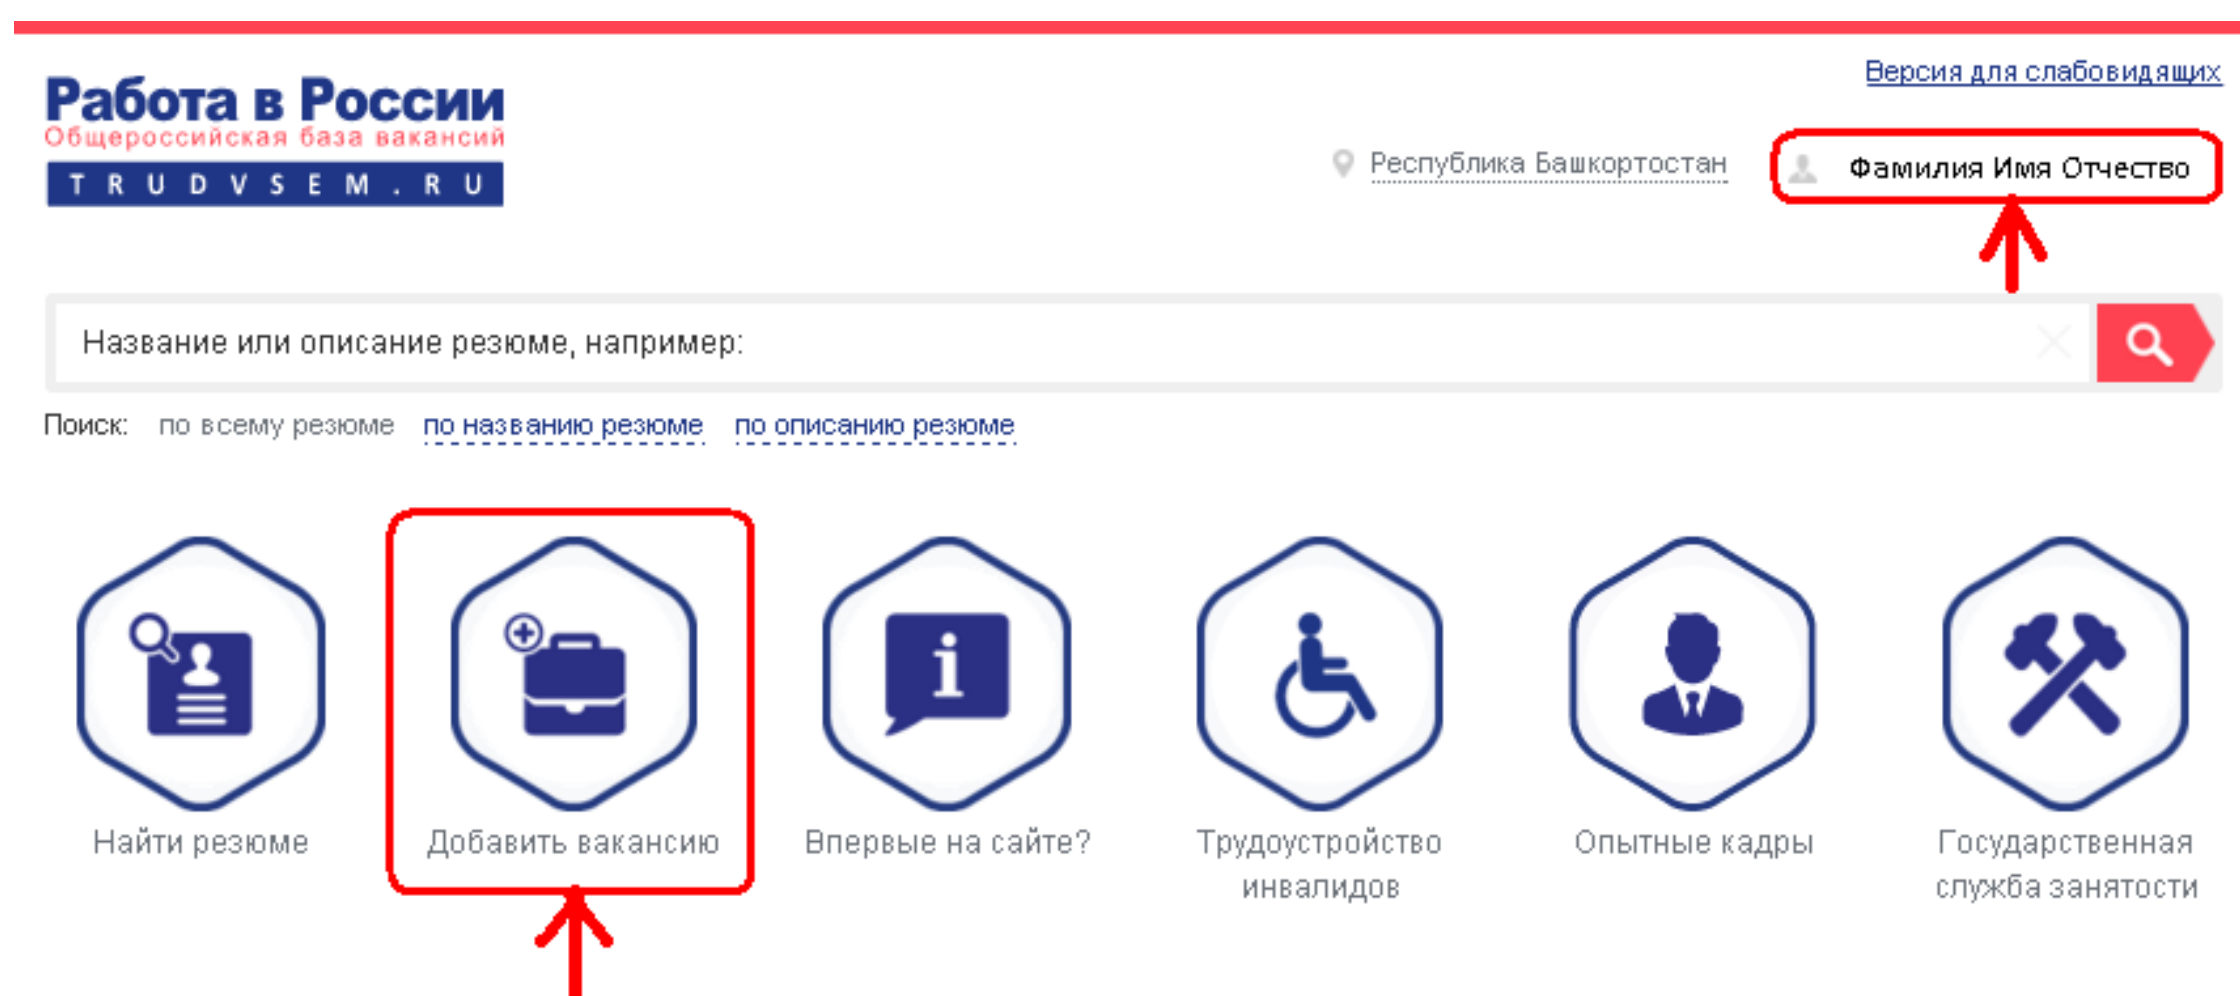 Версия для слабовидящих
Работа в России
Общероссийская база вакансий
TRUDVSEM.RU
Республика Башкортостан
Фамилия Имя Отчество
Название или описание резюме, например:
Поиск: по всему резюме по названию резюме по описанию резюме
Найти резюме
Добавить вакансию
Впервые на сайте?
Трудоустройство
инвалидов
Опытные кадры
Государственная
служба занятости